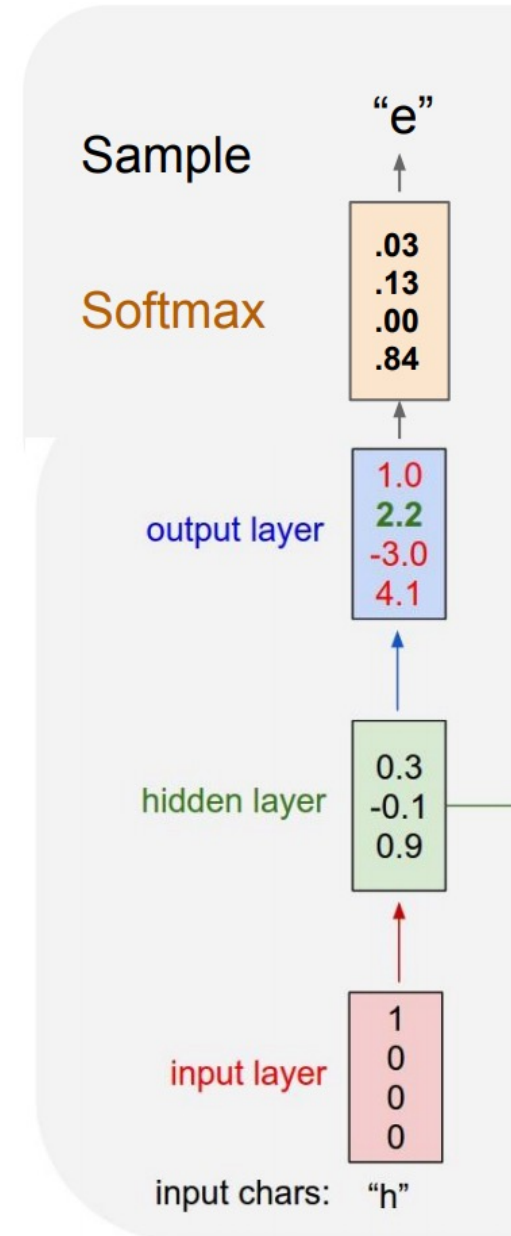 “e”
Sample
.03
.13
.00
.84
Softmax
1.0
2.2
-3.0
4.1
output layer
0.3
-0.1
0.9
hidden layer
1
0
0
0
input layer
input chars: “h”